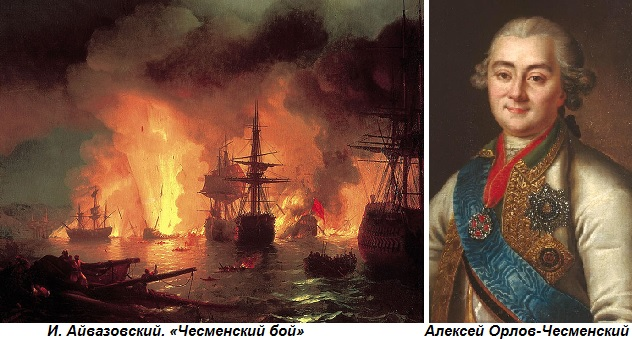 И. Айвазовский. «Чесменский бой»
Алексей Орлов-Чесменский